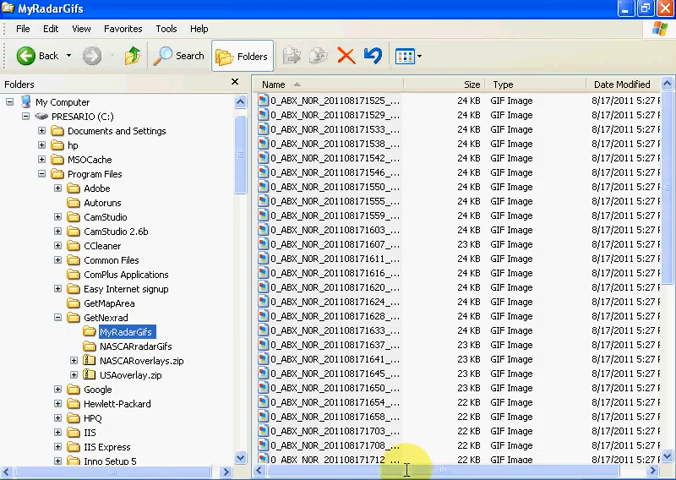 MyRadarGifs
File Edit View Favorites Tools Help
Back Search Folders
Folders
My Computer
PRESARIO (C:)
Documents and Settings
hp
MSOCache
Program Files
Adobe
Autoruns
CamStudio
CamStudio 2.6b
CCleaner
Common Files
ComPlus Applications
Easy Internet signup
GetMapArea
GetNexrad
MyRadarGifs
NASCARradarGifs
NASCARoverlays.zip
USAoverlay.zip
Google
Hewlett-Packard
HPQ
IIS
IIS Express
Inno Setup 5
Name Size Type Date Modified
0_ABX_N0R_201108171525_... 24 KB GIF Image 8/17/2011 5:27 P
0_ABX_N0R_201108171529_... 24 KB GIF Image 8/17/2011 5:27 P
0_ABX_N0R_201108171533_... 24 KB GIF Image 8/17/2011 5:27 P
0_ABX_N0R_201108171538_... 24 KB GIF Image 8/17/2011 5:27 P
0_ABX_N0R_201108171542_... 24 KB GIF Image 8/17/2011 5:27 P
0_ABX_N0R_201108171546_... 24 KB GIF Image 8/17/2011 5:27 P
0_ABX_N0R_201108171550_... 24 KB GIF Image 8/17/2011 5:27 P
0_ABX_N0R_201108171555_... 24 KB GIF Image 8/17/2011 5:27 P
0_ABX_N0R_201108171559_... 24 KB GIF Image 8/17/2011 5:27 P
0_ABX_N0R_201108171603_... 24 KB GIF Image 8/17/2011 5:27 P
0_ABX_N0R_201108171607_... 23 KB GIF Image 8/17/2011 5:27 P
0_ABX_N0R_201108171611_... 24 KB GIF Image 8/17/2011 5:27 P
0_ABX_N0R_201108171616_... 24 KB GIF Image 8/17/2011 5:27 P
0_ABX_N0R_201108171620_... 24 KB GIF Image 8/17/2011 5:27 P
0_ABX_N0R_201108171624_... 24 KB GIF Image 8/17/2011 5:27 P
0_ABX_N0R_201108171628_... 24 KB GIF Image 8/17/2011 5:27 P
0_ABX_N0R_201108171633_... 24 KB GIF Image 8/17/2011 5:27 P
0_ABX_N0R_201108171637_... 23 KB GIF Image 8/17/2011 5:27 P
0_ABX_N0R_201108171641_... 23 KB GIF Image 8/17/2011 5:27 P
0_ABX_N0R_201108171645_... 23 KB GIF Image 8/17/2011 5:27 P
0_ABX_N0R_201108171650_... 23 KB GIF Image 8/17/2011 5:27 P
0_ABX_N0R_201108171654_... 22 KB GIF Image 8/17/2011 5:27 P
0_ABX_N0R_201108171658_... 22 KB GIF Image 8/17/2011 5:27 P
0_ABX_N0R_201108171703_... 22 KB GIF Image 8/17/2011 5:27 P
0_ABX_N0R_201108171708_... 22 KB GIF Image 8/17/2011 5:27 P
0_ABX_N0R_201108171712_... 22 KB GIF Image 8/17/2011 5:27 P